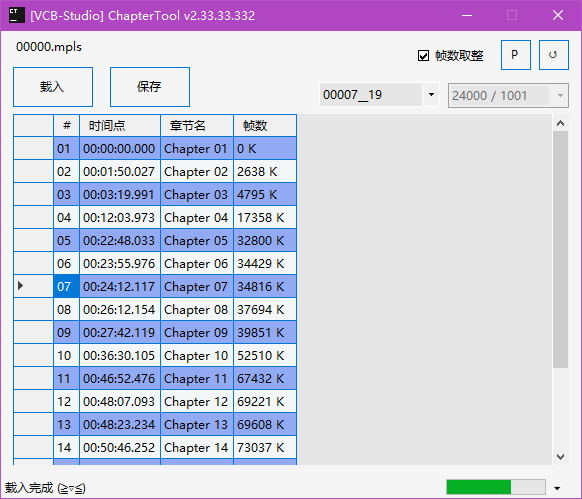 [VCB-Studio] ChapterTool v2.33.33.332
00000.mpls
帧数取整 P ↺
载入 保存
00007__19 24000 / 1001
# 时间点 章节名 帧数
01 00:00:00.000 Chapter 01 0 K
02 00:01:50.027 Chapter 02 2638 K
03 00:03:19.991 Chapter 03 4795 K
04 00:12:03.973 Chapter 04 17358 K
05 00:22:48.033 Chapter 05 32800 K
06 00:23:55.976 Chapter 06 34429 K
07 00:24:12.117 Chapter 07 34816 K
08 00:26:12.154 Chapter 08 37694 K
09 00:27:42.119 Chapter 09 39851 K
10 00:36:30.105 Chapter 10 52510 K
11 00:46:52.476 Chapter 11 67432 K
12 00:48:07.093 Chapter 12 69221 K
13 00:48:23.234 Chapter 13 69608 K
14 00:50:46.252 Chapter 14 73037 K
载入完成 (≧▽≦)